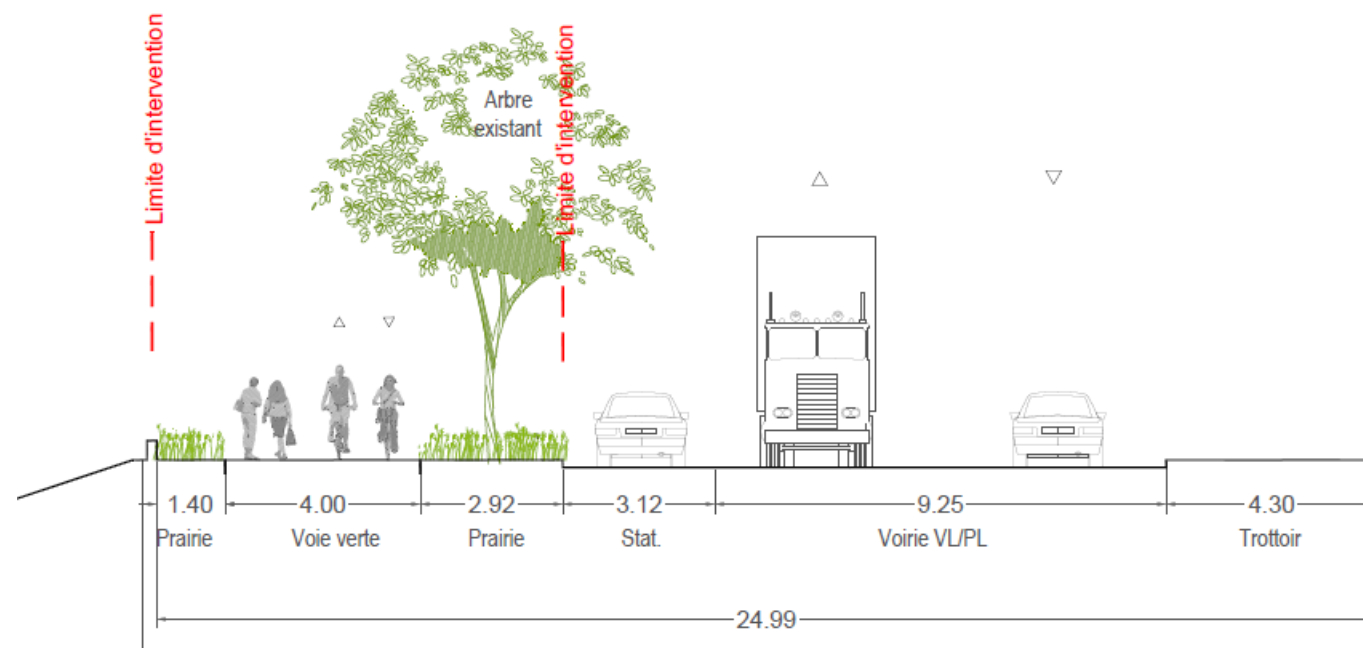 Limite d'intervention
Limite d'intervention
Arbre
existant
1.40
4.00
2.92
3.12
9.25
4.30
Prairie
Voie verte
Prairie
Stat.
Voirie VL/PL
Trottoir
24.99